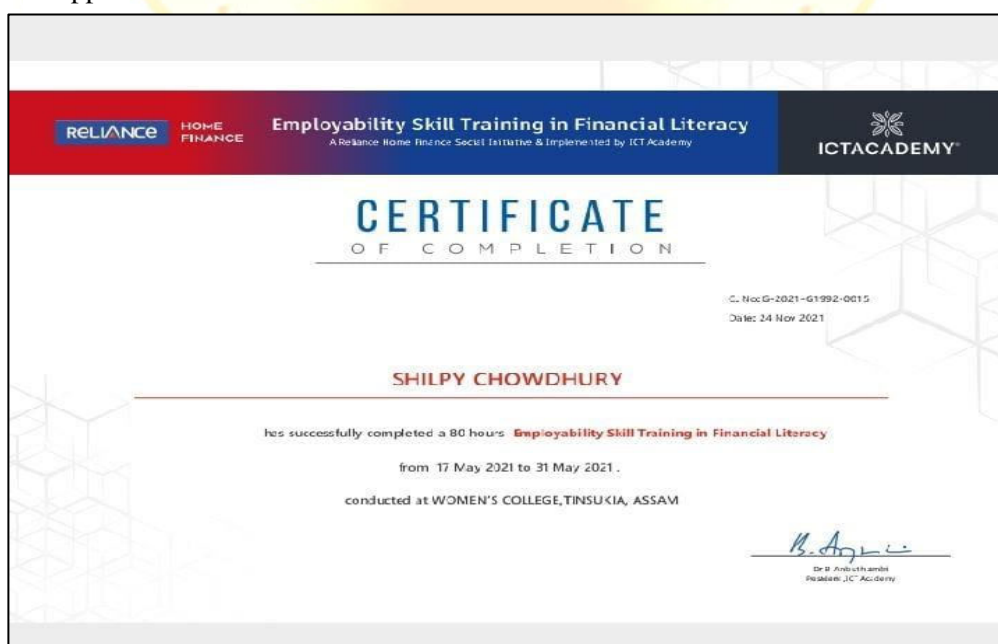 RELIANCE HOME FINANCE
Employability Skill Training in Financial Literacy
A Reliance Home Finance Social Initiative & Implemented by ICT Academy
ICTACADEMY
CERTIFICATE
OF COMPLETION
C. No: G-2021-61992-0015
Date: 24 Nov 2021
SHILPY CHOWDHURY
has successfully completed a 80 hours Employability Skill Training in Financial Literacy
from 17 May 2021 to 31 May 2021 .
conducted at WOMEN'S COLLEGE,TINSUKIA, ASSAM
Dr B Anbuthambi
President ,ICT Academy